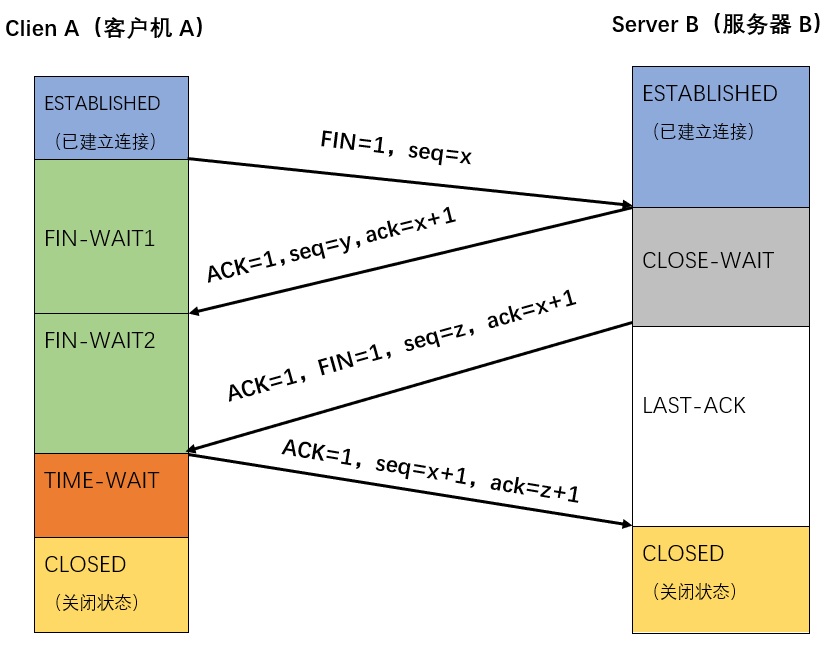 Clien A（客户机 A）
Server B（服务器 B）
ESTABLISHED
（已建立连接）
ESTABLISHED
（已建立连接）
FIN=1，seq=x
FIN-WAIT1
ACK=1,seq=y,ack=x+1
CLOSE-WAIT
FIN-WAIT2
ACK=1，FIN=1，seq=z，ack=x+1
LAST-ACK
TIME-WAIT
ACK=1，seq=x+1，ack=z+1
CLOSED
（关闭状态）
CLOSED
（关闭状态）